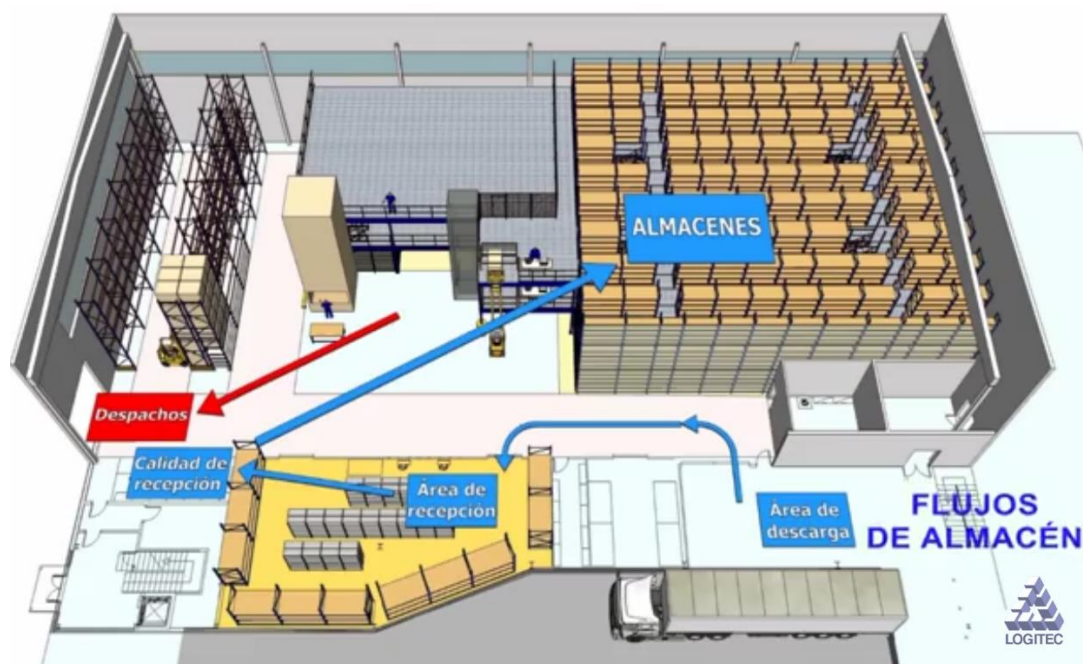 ALMACENES
Despachos
Calidad de
recepción
Área de
recepción
Área de
descarga
FLUJOS
DE ALMACÉN
LOGITEC